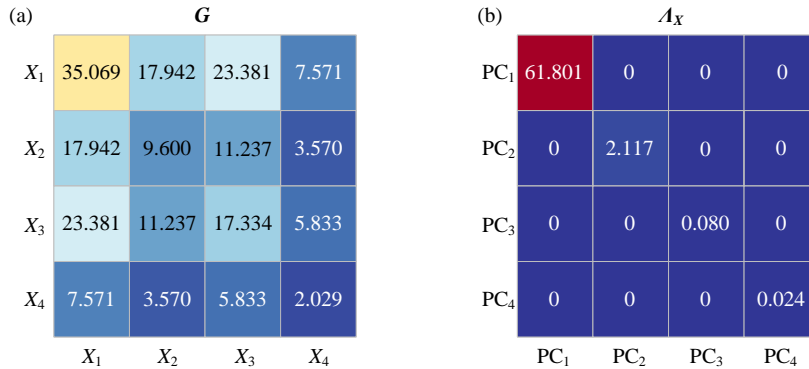 (a) G
X₁ 35.069 17.942 23.381 7.571
X₂ 17.942 9.600 11.237 3.570
X₃ 23.381 11.237 17.334 5.833
X₄ 7.571 3.570 5.833 2.029
X₁ X₂ X₃ X₄
(b) Λ_X
PC₁ 61.801 0 0 0
PC₂ 0 2.117 0 0
PC₃ 0 0 0.080 0
PC₄ 0 0 0 0.024
PC₁ PC₂ PC₃ PC₄